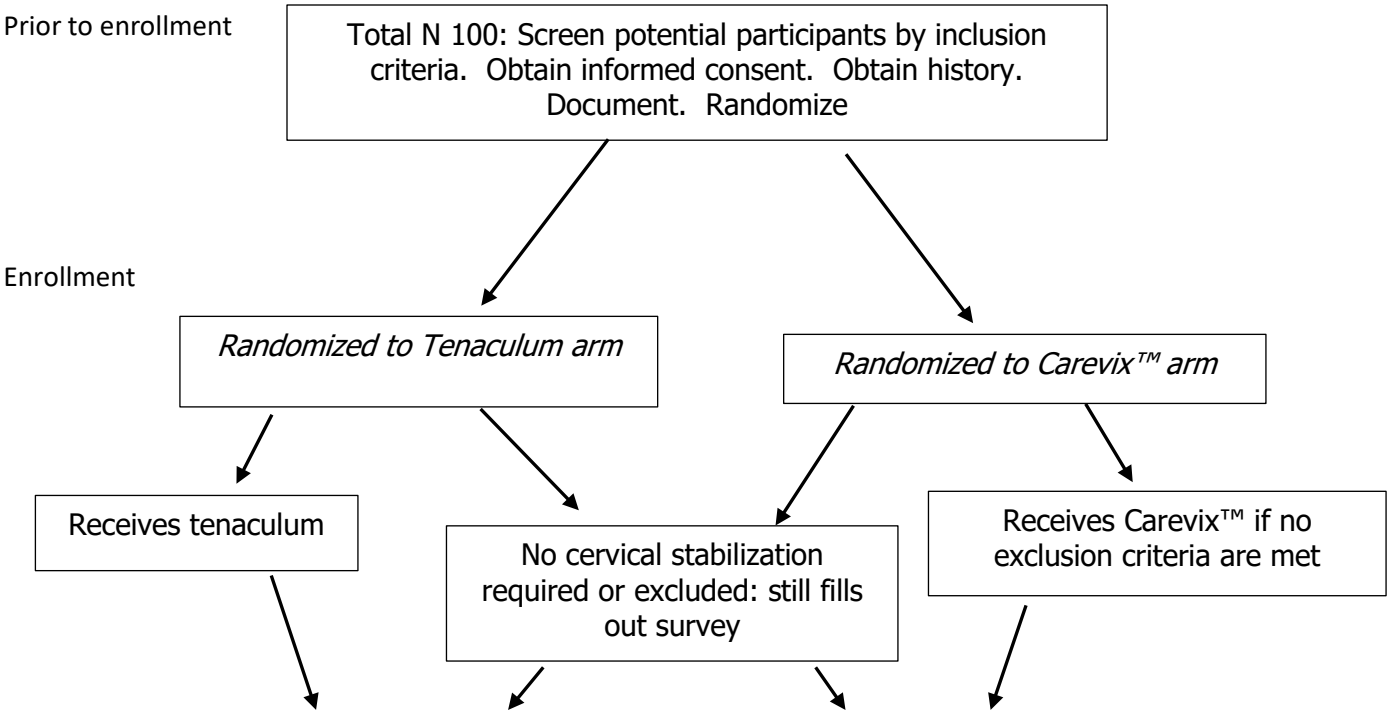 Prior to enrollment
Total N 100: Screen potential participants by inclusion
criteria.  Obtain informed consent.  Obtain history.
Document.  Randomize
Enrollment
Randomized to Tenaculum arm
Randomized to Carevix™ arm
Receives tenaculum
No cervical stabilization
required or excluded: still fills
out survey
Receives Carevix™ if no
exclusion criteria are met